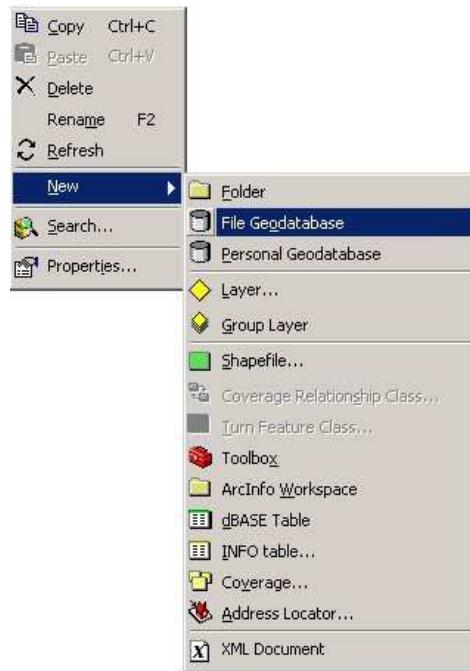 Copy Ctrl+C
Paste Ctrl+V
Delete
Rename F2
Refresh
New
Search...
Properties...
Folder
File Geodatabase
Personal Geodatabase
Layer...
Group Layer
Shapefile...
Coverage Relationship Class...
Turn Feature Class...
Toolbox
ArcInfo Workspace
dBASE Table
INFO table...
Coverage...
Address Locator...
XML Document